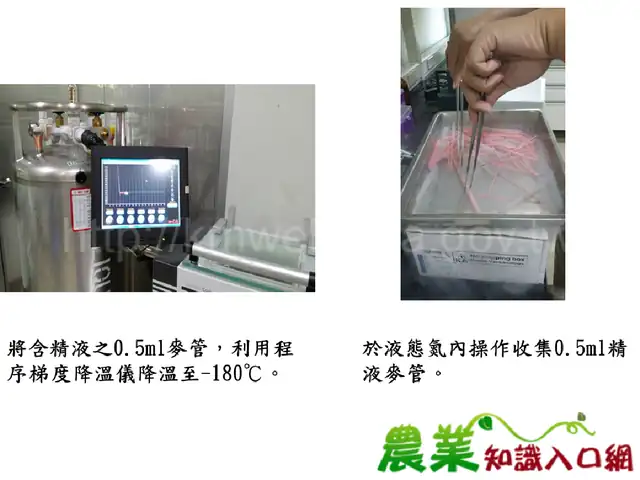 將含精液之0.5ml麥管，利用程
序梯度降溫儀降溫至-180℃。
於液態氮內操作收集0.5ml精
液麥管。
農業知識入口網